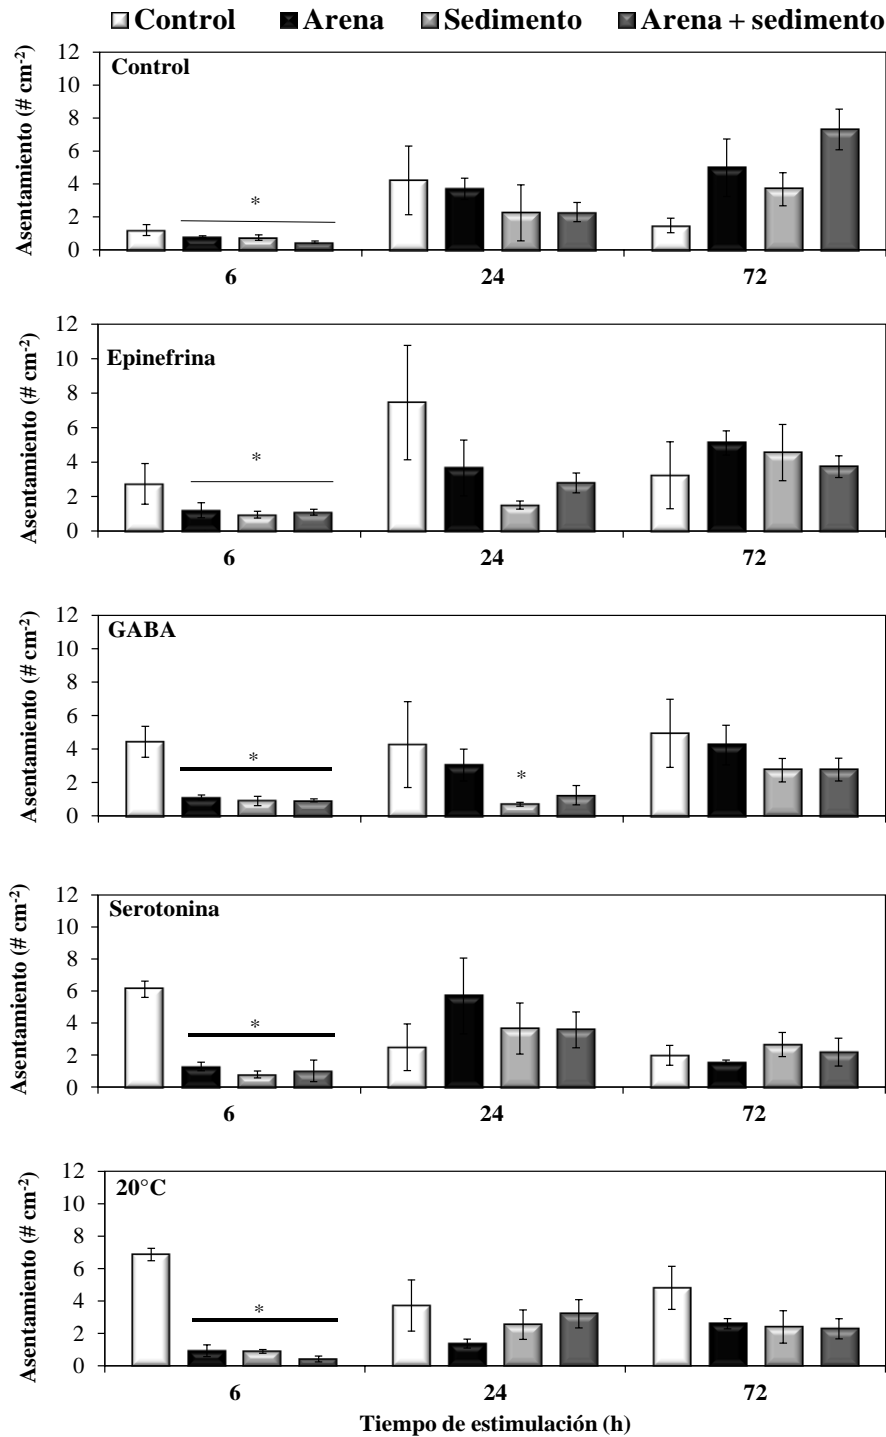 Control Arena Sedimento Arena + sedimento
Control
Asentamiento (# cm-2)
12
10
8
6
4
2
0
*
6 24 72
Epinefrina
Asentamiento (# cm-2)
12
10
8
6
4
2
0
*
6 24 72
GABA
Asentamiento (# cm-2)
12
10
8
6
4
2
0
* *
6 24 72
Serotonina
Asentamiento (# cm-2)
12
10
8
6
4
2
0
*
6 24 72
20°C
Asentamiento (# cm-2)
12
10
8
6
4
2
0
*
6 24 72
Tiempo de estimulación (h)